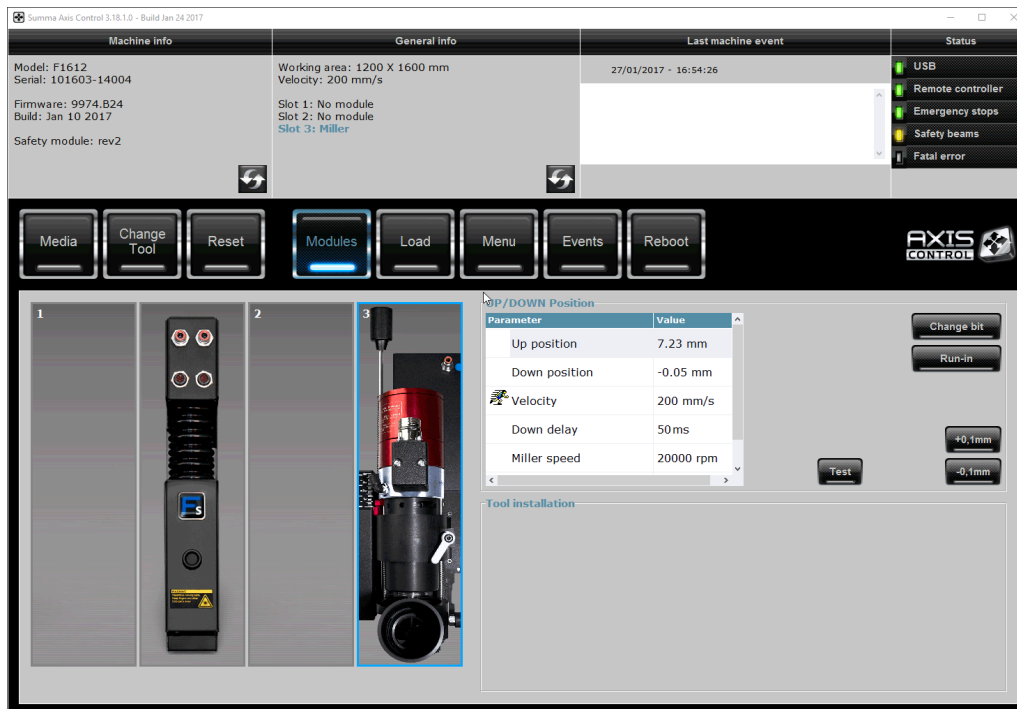 Summa Axis Control 3.18.1.0 - Build Jan 24 2017
Machine info
General info
Last machine event
Status
Model: F1612
Serial: 101603-14004
Firmware: 9974.B24
Build: Jan 10 2017
Safety module: rev2
Working area: 1200 X 1600 mm
Velocity: 200 mm/s
Slot 1: No module
Slot 2: No module
Slot 3: Miller
27/01/2017 - 16:54:26
USB
Remote controller
Emergency stops
Safety beams
Fatal error
Media
Change
Tool
Reset
Modules
Load
Menu
Events
Reboot
AXIS
CONTROL
1
2
3
Fs
UP/DOWN Position
Parameter Value
Up position 7.23 mm
Down position -0.05 mm
Velocity 200 mm/s
Down delay 50ms
Miller speed 20000 rpm
Change bit
Run-in
+0,1mm
Test
-0,1mm
Tool installation